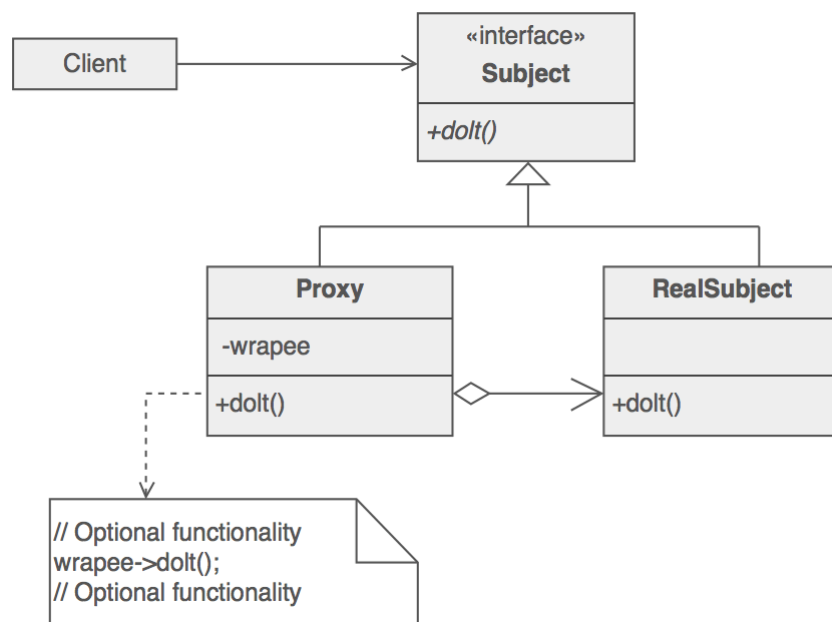 Client
«interface»
Subject
+doIt()
Proxy
-wrapee
+doIt()
RealSubject
+doIt()
// Optional functionality
wrapee->doIt();
// Optional functionality